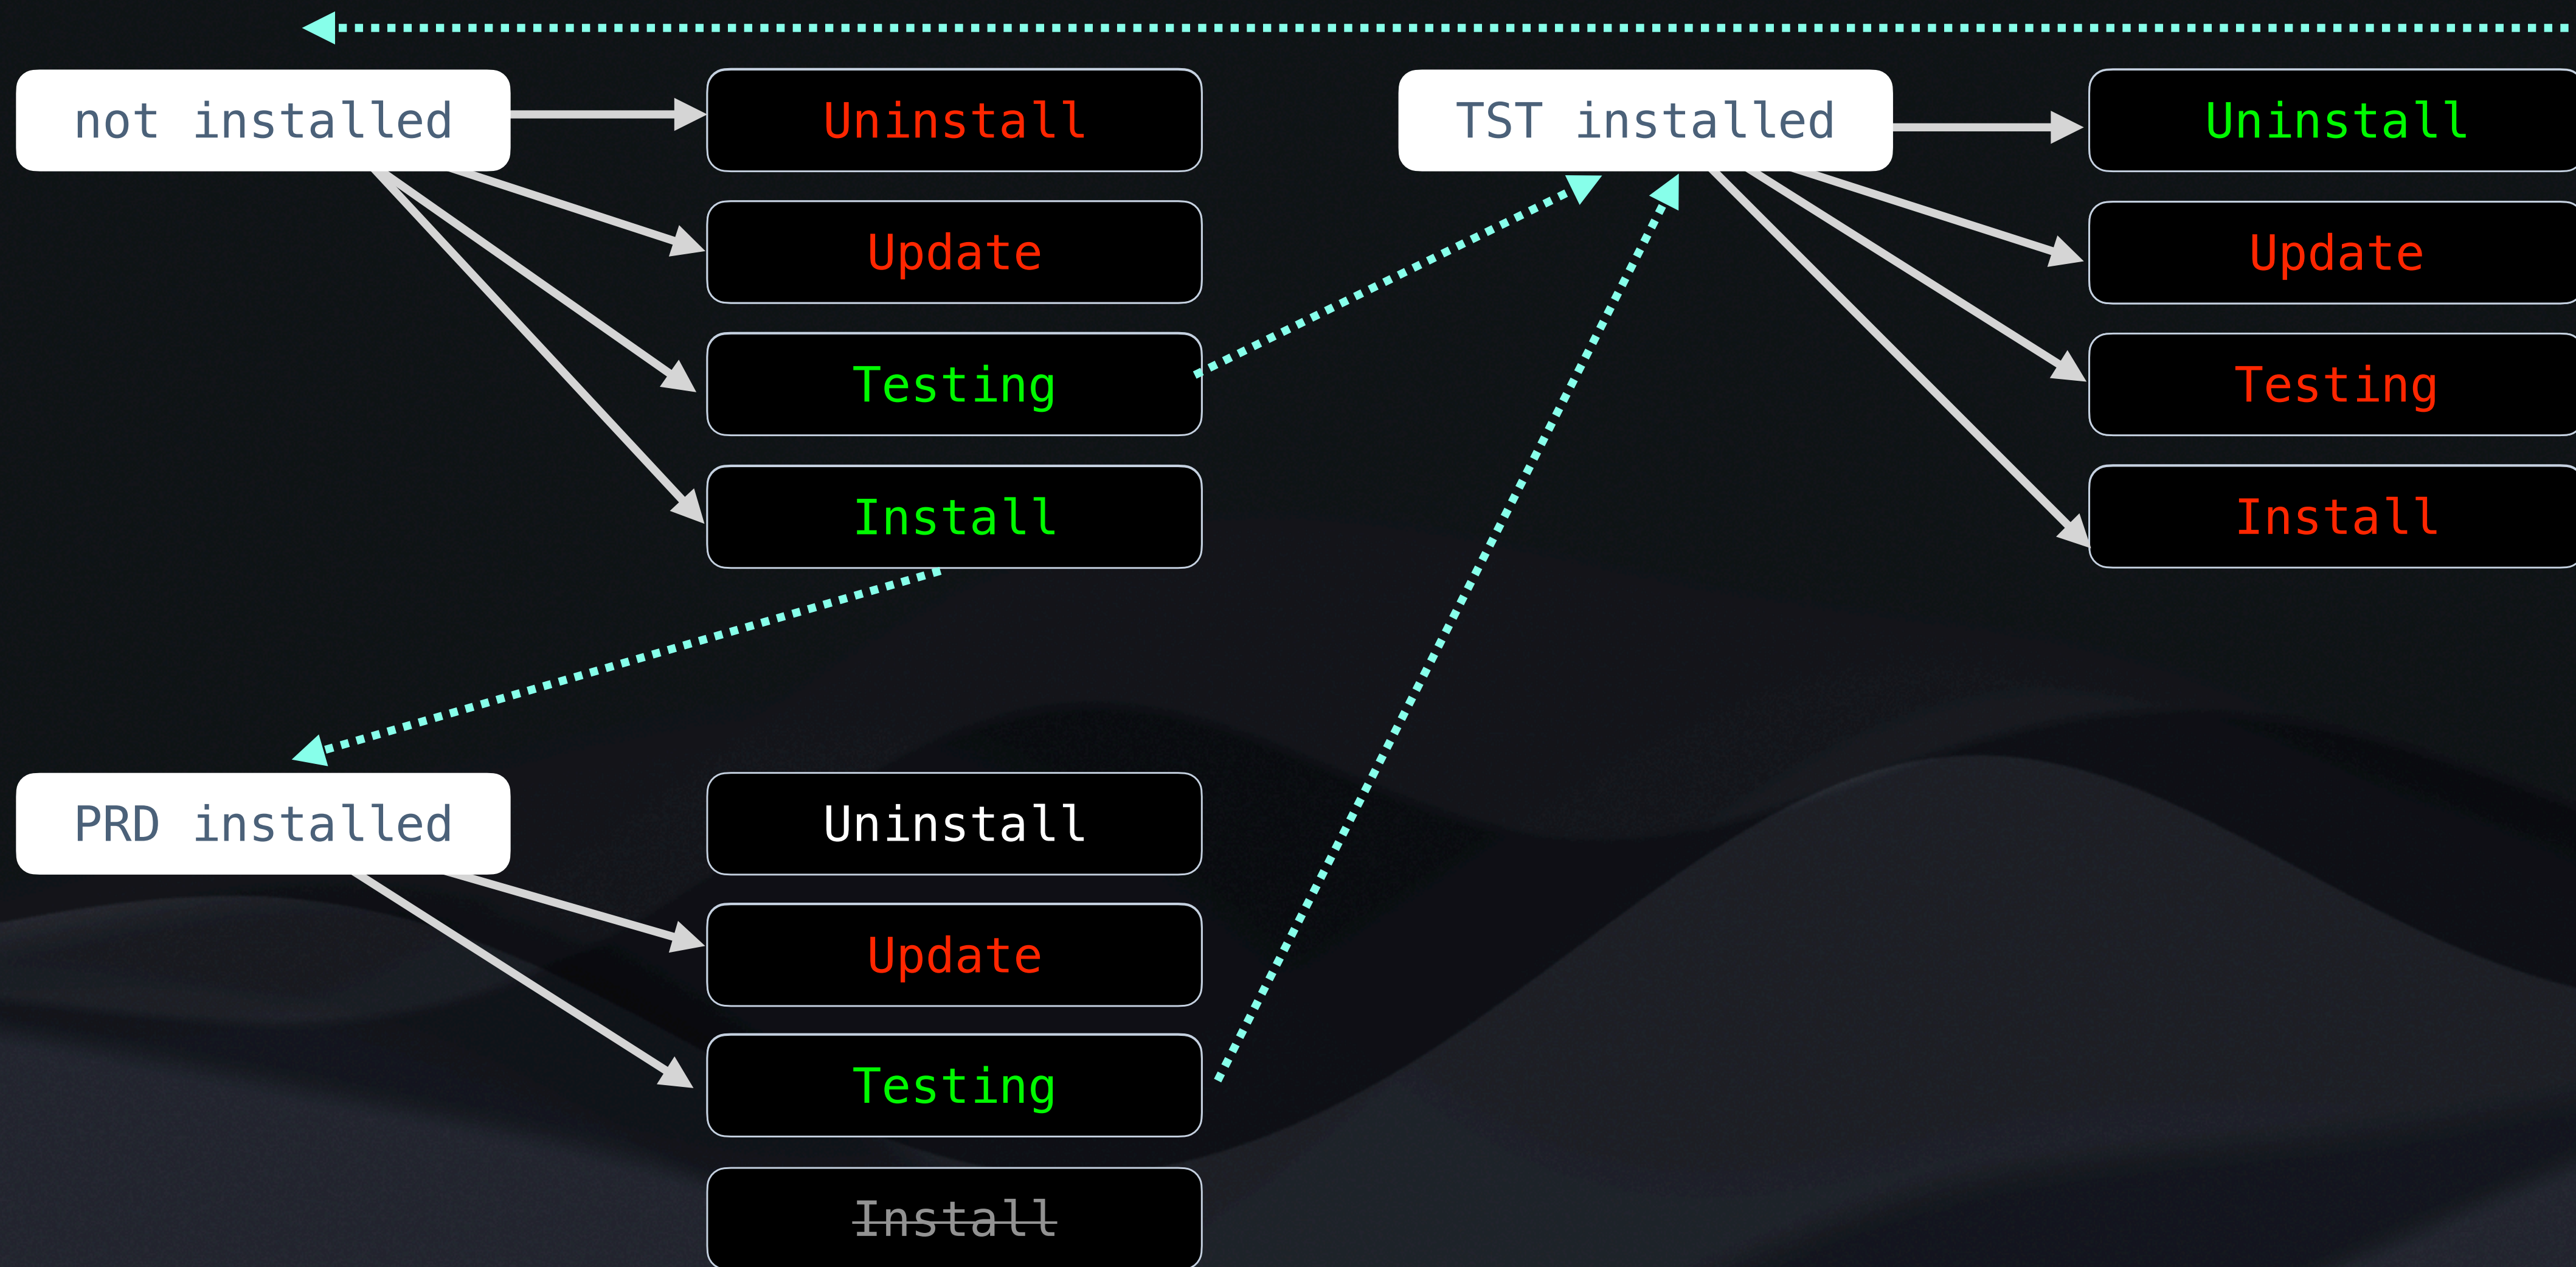 not installed
Uninstall
Update
Testing
Install
TST installed
Uninstall
Update
Testing
Install
PRD installed
Uninstall
Update
Testing
Install